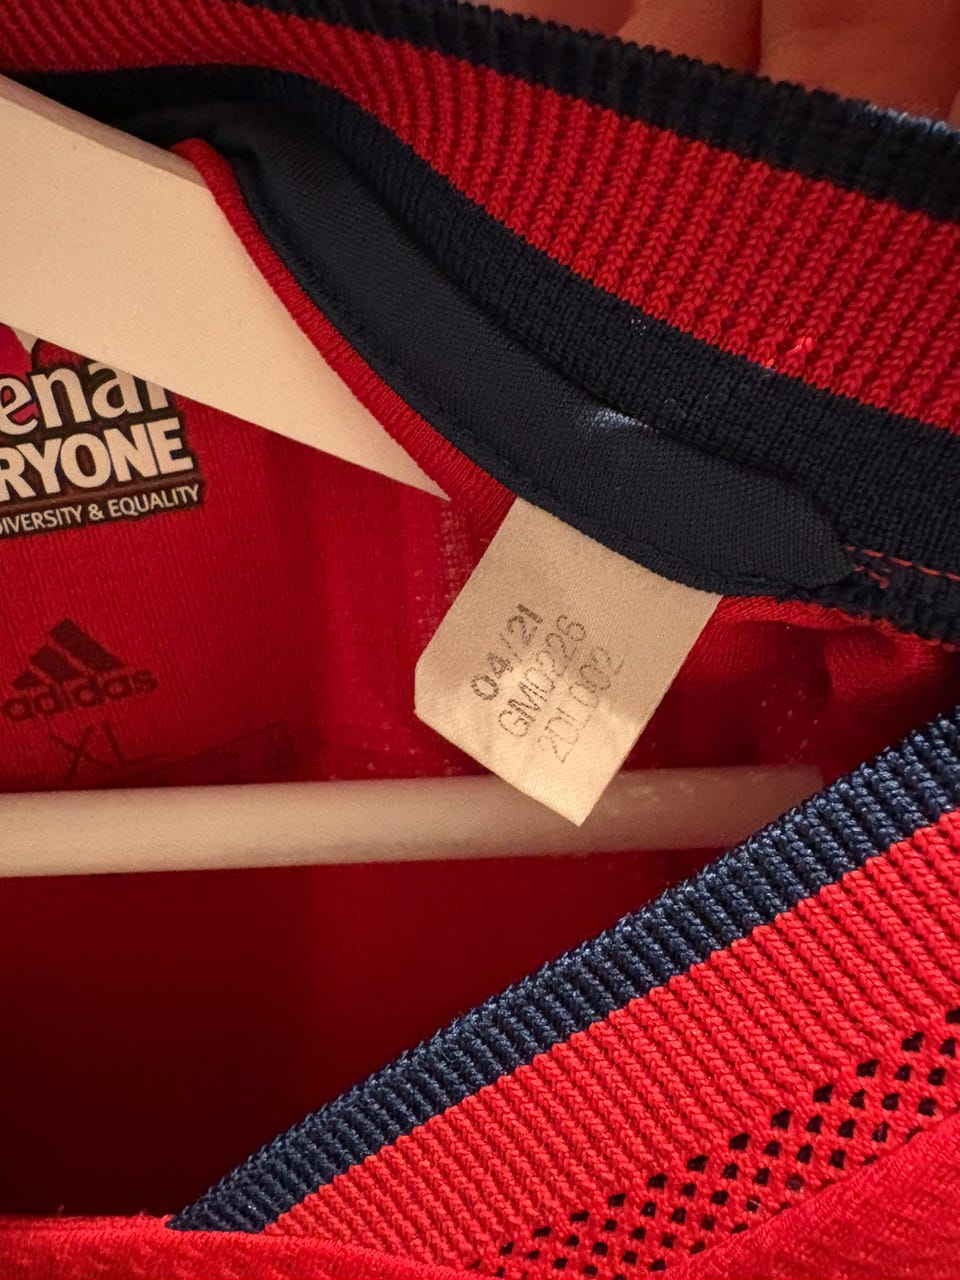 enal
RYONE
DIVERSITY & EQUALITY
adidas
XL
04/21
GM0226
2DL002